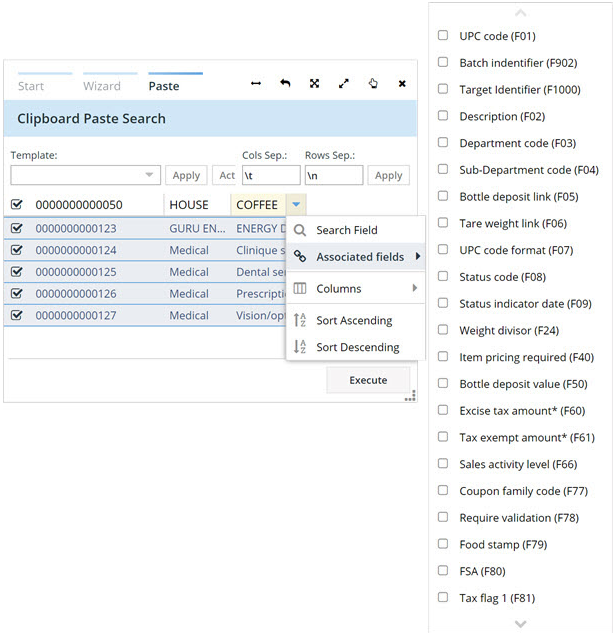 Start Wizard Paste
Clipboard Paste Search
Template: Cols Sep.: Rows Sep.:
Apply Act \t \n Apply
0000000000050 HOUSE COFFEE
0000000000123 GURU EN... ENERGY D
0000000000124 Medical Clinique s
0000000000125 Medical Dental se
0000000000126 Medical Prescripti
0000000000127 Medical Vision/op
Search Field
Associated fields
Columns
Sort Ascending
Sort Descending
Execute
UPC code (F01)
Batch indentifier (F902)
Target Identifier (F1000)
Description (F02)
Department code (F03)
Sub-Department code (F04)
Bottle deposit link (F05)
Tare weight link (F06)
UPC code format (F07)
Status code (F08)
Status indicator date (F09)
Weight divisor (F24)
Item pricing required (F40)
Bottle deposit value (F50)
Excise tax amount* (F60)
Tax exempt amount* (F61)
Sales activity level (F66)
Coupon family code (F77)
Require validation (F78)
Food stamp (F79)
FSA (F80)
Tax flag 1 (F81)